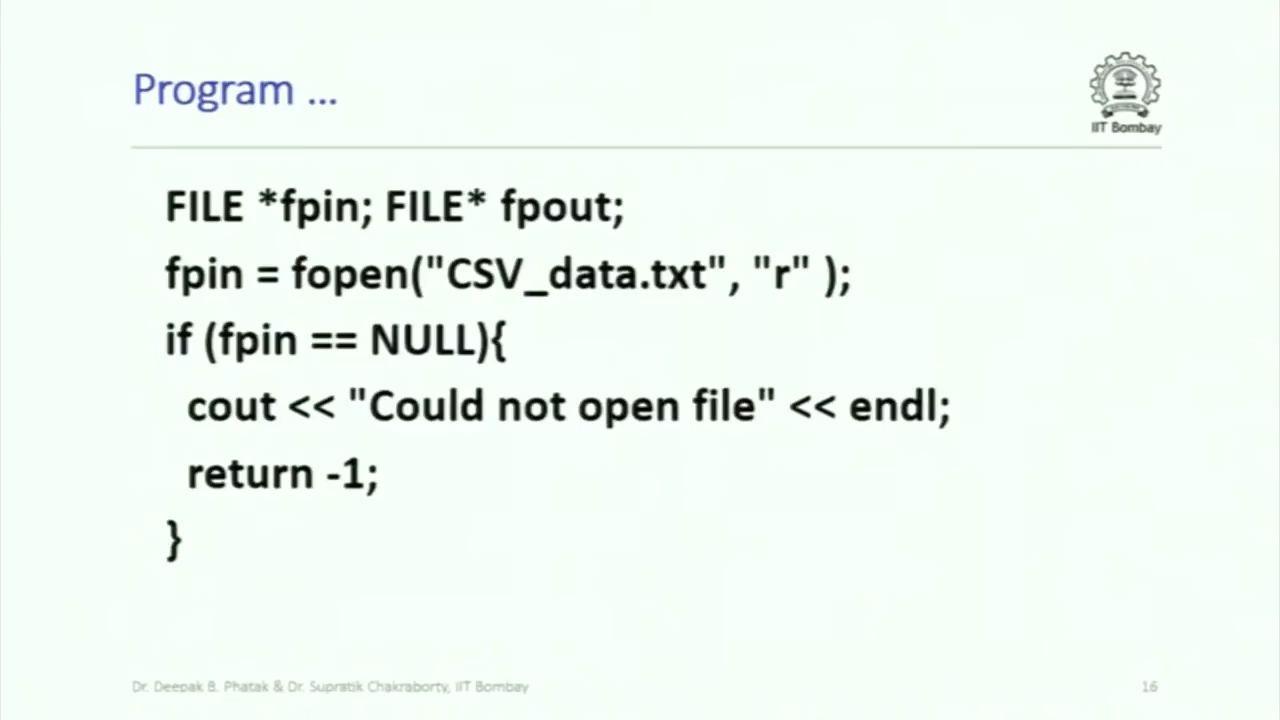 Program ...
IIT Bombay
FILE *fpin; FILE* fpout;
fpin = fopen("CSV_data.txt", "r" );
if (fpin == NULL){
cout << "Could not open file" << endl;
return -1;
}
Dr. Deepak B. Phatak & Dr. Supratik Chakraborty, IIT Bombay
16